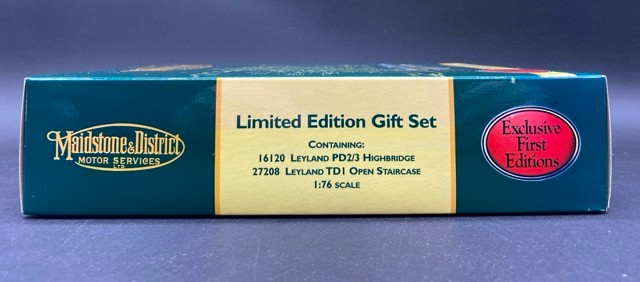 Maidstone & District
MOTOR SERVICES
LTD
Limited Edition Gift Set
CONTAINING:
16120 LEYLAND PD2/3 HIGHBRIDGE
27208 LEYLAND TD1 OPEN STAIRCASE
1:76 SCALE
Exclusive
First
Editions